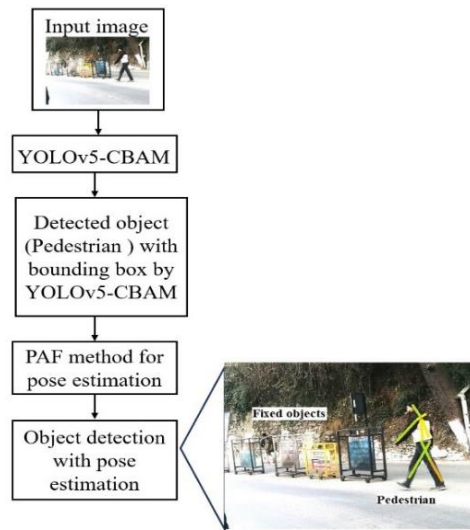 Input image
YOLOv5-CBAM
Detected object
(Pedestrian ) with
bounding box by
YOLOv5-CBAM
PAF method for
pose estimation
Object detection
with pose
estimation
Fixed objects
Pedestrian